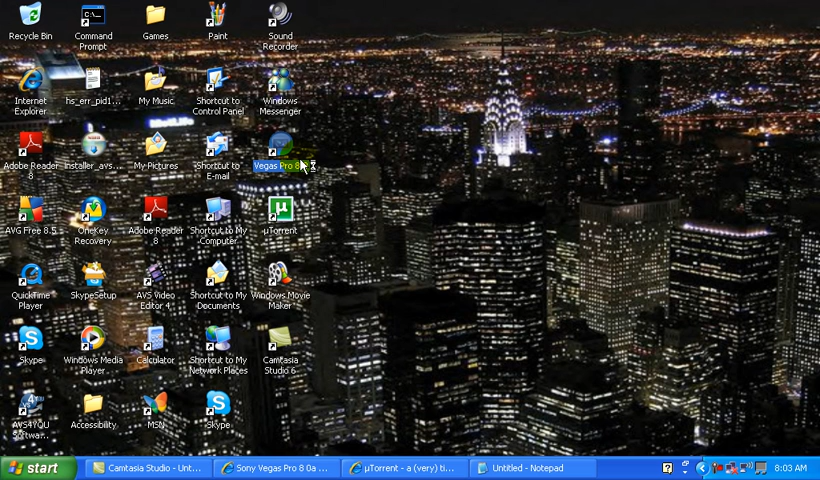 Recycle Bin
Command
Prompt
Games
Paint
Sound
Recorder
Internet
Explorer
hs_err_pid1...
My Music
Shortcut to
Control Panel
Windows
Messenger
Adobe Reader
8
installer_avs...
My Pictures
Shortcut to
E-mail
Vegas Pro 8
AVG Free 8.5
OneKey
Recovery
Adobe Reader
8
Shortcut to
My Computer
µ
µTorrent
QuickTime
Player
SkypeSetup
AVS Video
Editor 4
Shortcut to My
Documents
Windows Movie
Maker
Skype
Windows Media
Player
Calculator
Shortcut to My
Network Places
Camtasia
Studio 6
AVS4YOU
Softwa...
Accessibility
MSN
Skype
start
Camtasia Studio - Unt...
Sony Vegas Pro 8 0a ...
µTorrent - a (very) ti...
Untitled - Notepad
?
8:03 AM